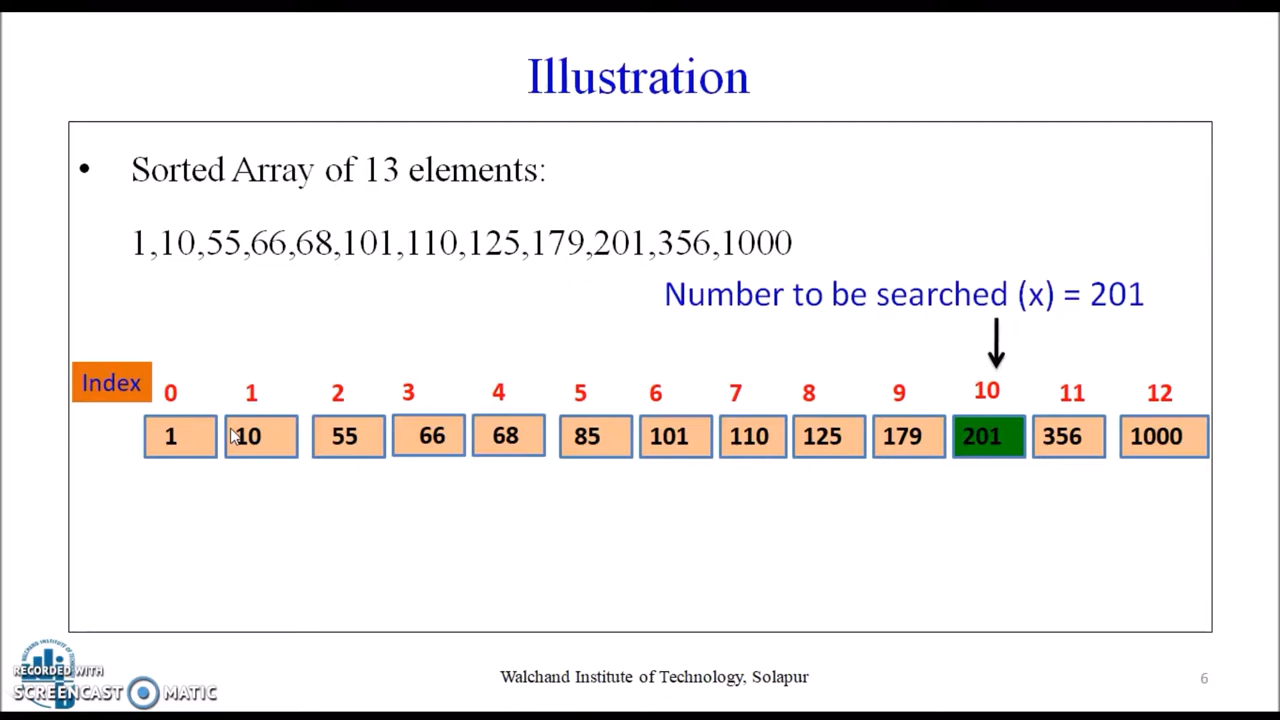 Illustration
• Sorted Array of 13 elements:
1,10,55,66,68,101,110,125,179,201,356,1000
Number to be searched (x) = 201
Index 0 1 2 3 4 5 6 7 8 9 10 11 12
1 10 55 66 68 85 101 110 125 179 201 356 1000
RECORDED WITH
SCREENCAST MATIC
Walchand Institute of Technology, Solapur
6